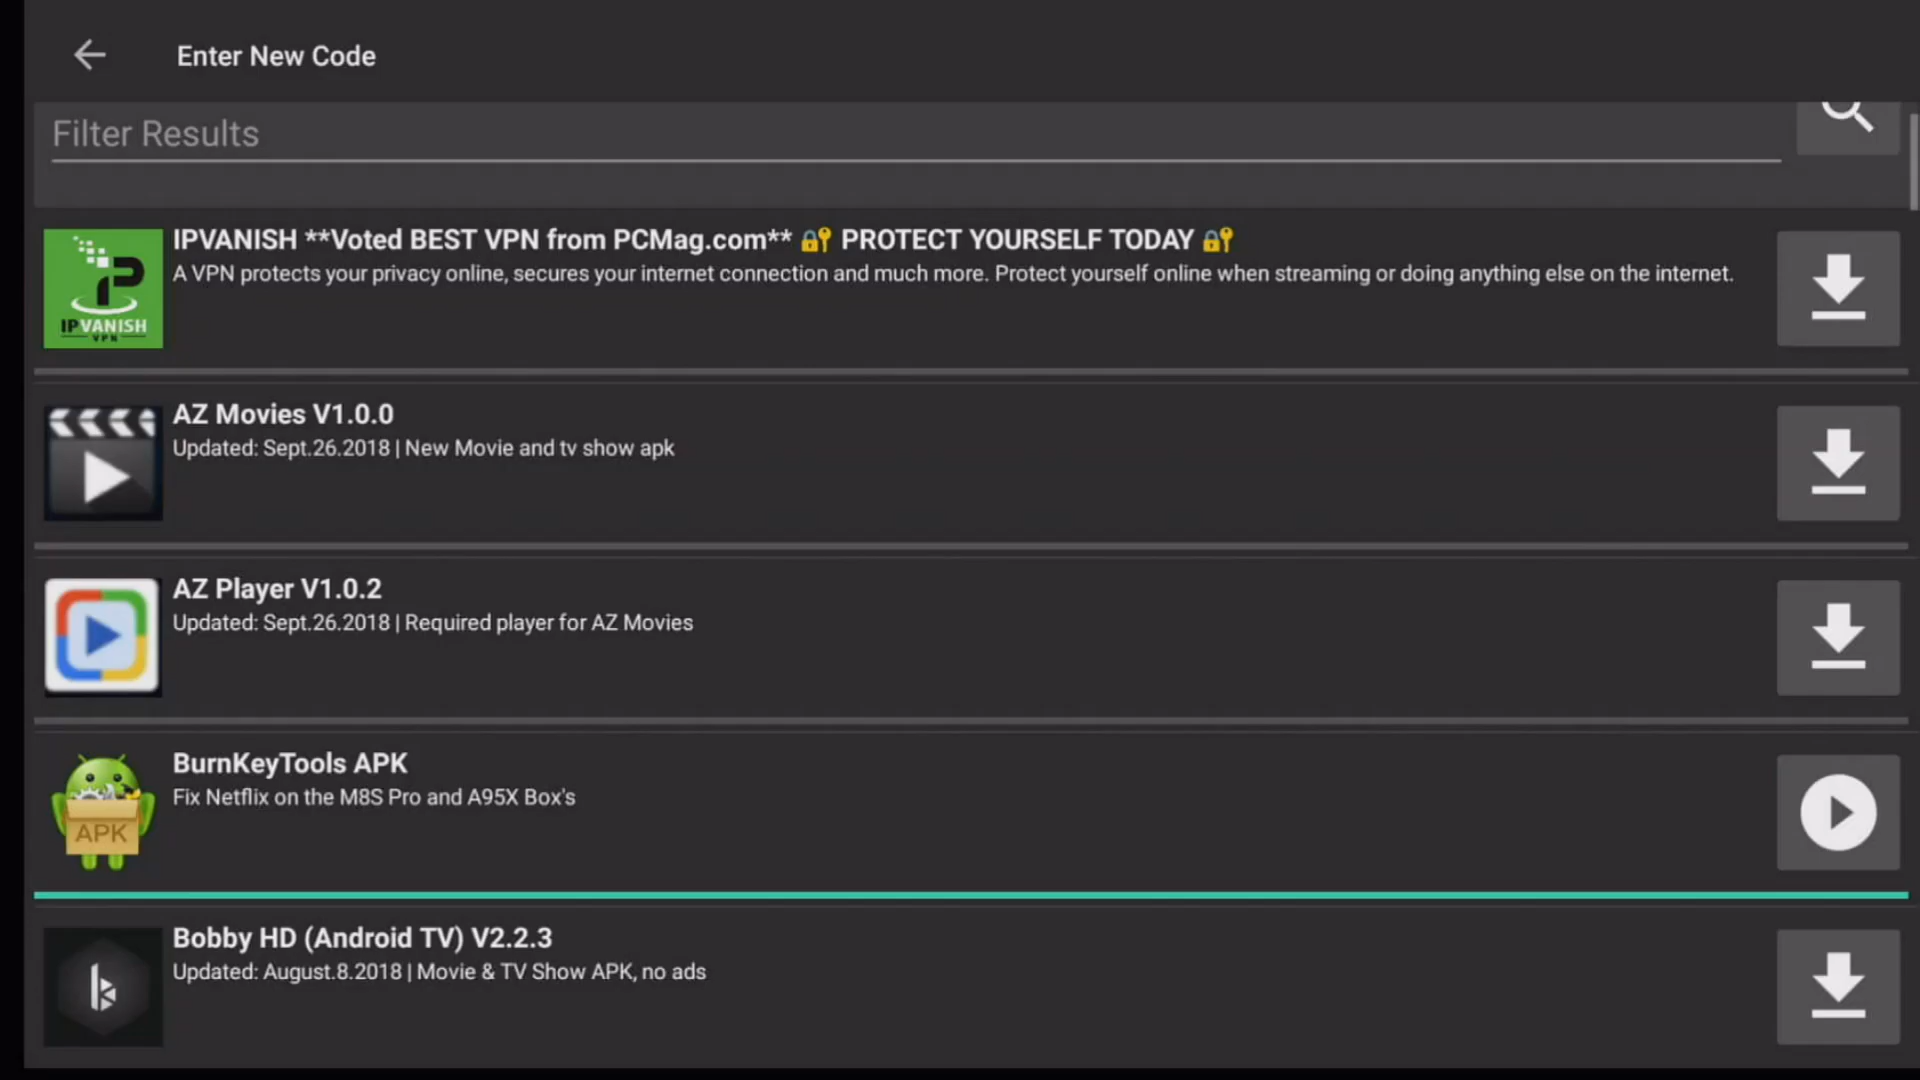 Enter New Code
Filter Results
IPVANISH **Voted BEST VPN from PCMag.com** 🔐 PROTECT YOURSELF TODAY 🔐
A VPN protects your privacy online, secures your internet connection and much more. Protect yourself online when streaming or doing anything else on the internet.
IPVANISH
VPN
AZ Movies V1.0.0
Updated: Sept.26.2018 | New Movie and tv show apk
AZ Player V1.0.2
Updated: Sept.26.2018 | Required player for AZ Movies
BurnKeyTools APK
Fix Netflix on the M8S Pro and A95X Box's
APK
Bobby HD (Android TV) V2.2.3
Updated: August.8.2018 | Movie & TV Show APK, no ads